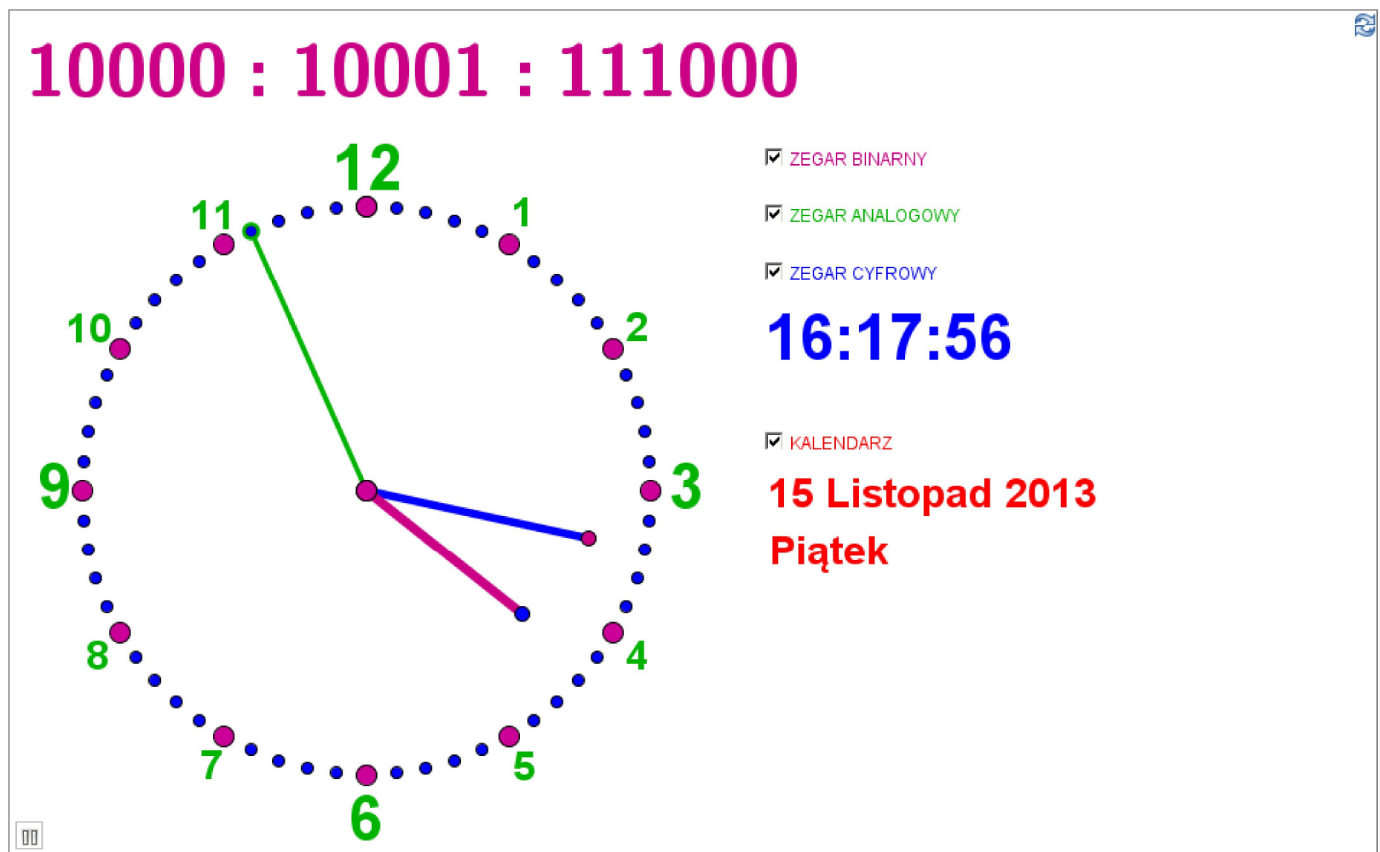 10000 : 10001 : 111000
ZEGAR BINARNY
12
11
1
ZEGAR ANALOGOWY
ZEGAR CYFROWY
10
2
16:17:56
KALENDARZ
9
3
15 Listopad 2013
Piątek
8
4
7
5
6